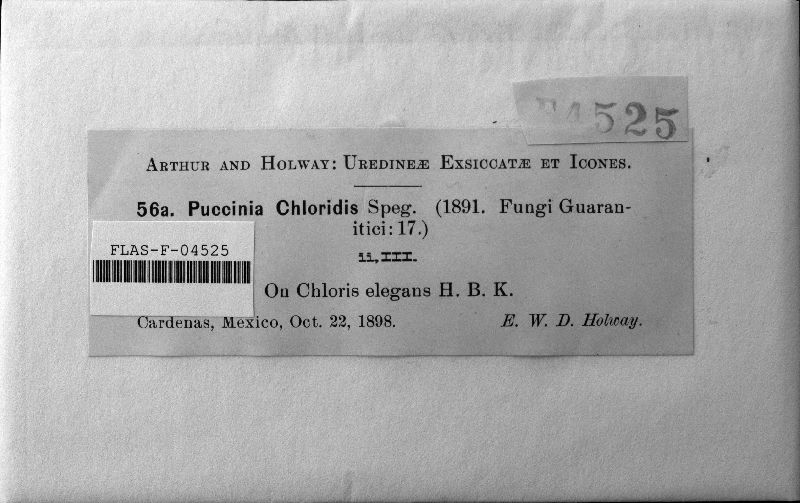 F4525
ARTHUR AND HOLWAY: UREDINEÆ EXSICCATÆ ET ICONES.
56a. Puccinia Chloridis Speg. (1891. Fungi Guaran-
itici: 17.)
ii, III.
FLAS-F-04525
On Chloris elegans H. B. K.
Cardenas, Mexico, Oct. 22, 1898. E. W. D. Holway.